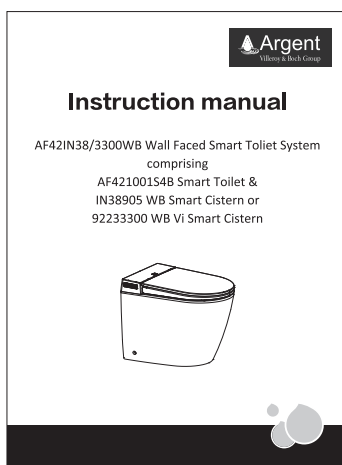 Argent
Villeroy & Boch Group
Instruction manual
AF42IN38/3300WB Wall Faced Smart Toliet System
comprising
AF421001S4B Smart Toilet &
IN38905 WB Smart Cistern or
92233300 WB Vi Smart Cistern